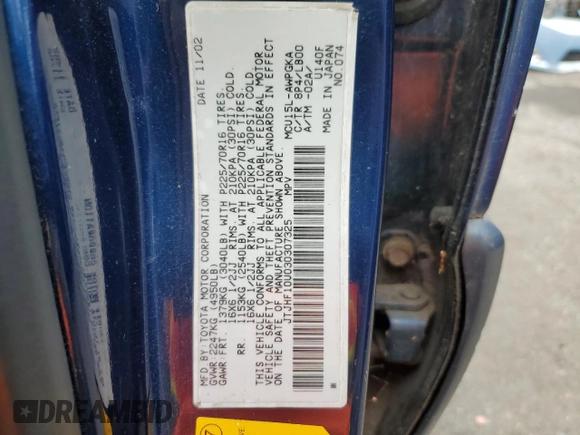 MFD.BY TOYOTA MOTOR CORPORATION DATE 11/02
GVWR:2247KG (4950LB)
GAWR: FRT. 1379KG (3040LB) WITH P225/70R16 TIRES,
16X6 1/2JJ RIMS, AT 210KPA (30PSI) COLD.
RR. 1153KG (2540LB) WITH P225/70R16 TIRES,
16X6 1/2JJ RIMS, AT 210KPA (30PSI) COLD.
THIS VEHICLE CONFORMS TO ALL APPLICABLE FEDERAL MOTOR
VEHICLE SAFETY AND THEFT PREVENTION STANDARDS IN EFFECT
ON THE DATE OF MANUFACTURE SHOWN ABOVE.
JTJHF10U030307325 MPV
MCU15L-AWPGKA
C/TR 8P4/LB00
A/TM -02A/ U140F
MADE IN JAPAN
NO.074
DREAMBID